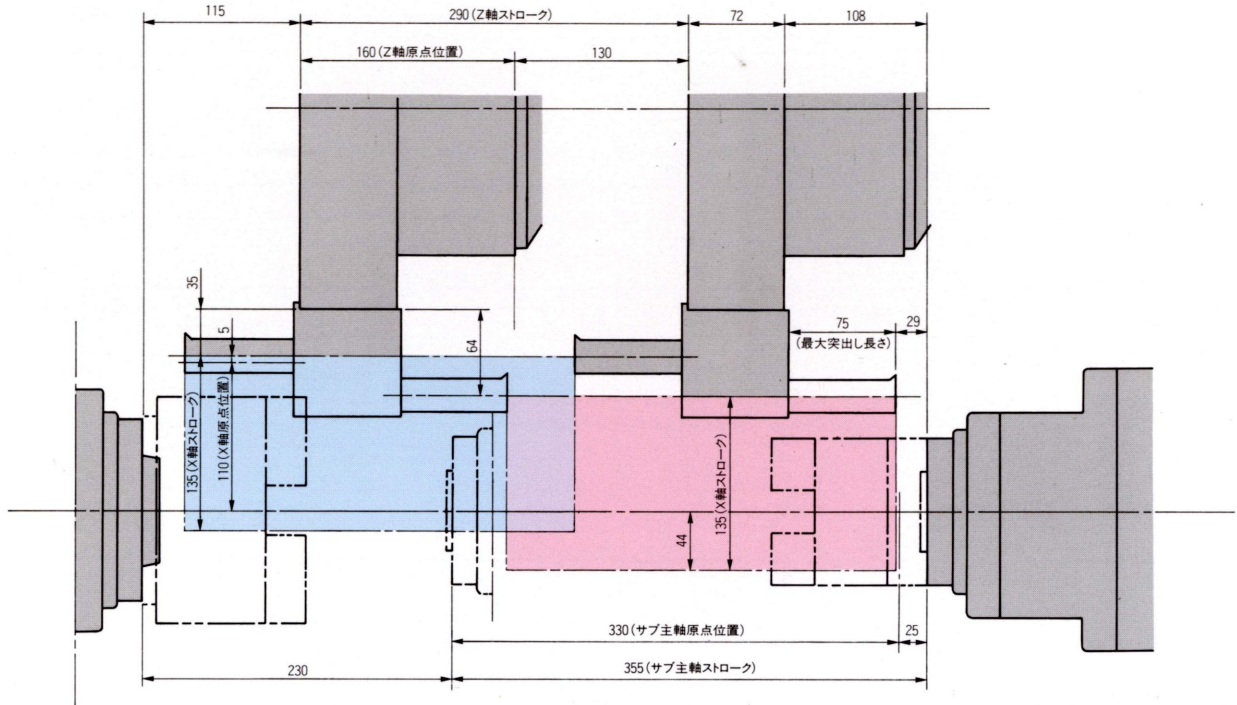 115
290(Z軸ストローク)
72
108
160(Z軸原点位置)
130
35
5
64
75
(最大突出し長さ)
29
135(X軸ストローク)
110(X軸原点位置)
135(X軸ストローク)
44
330(サブ主軸原点位置)
25
230
355(サブ主軸ストローク)